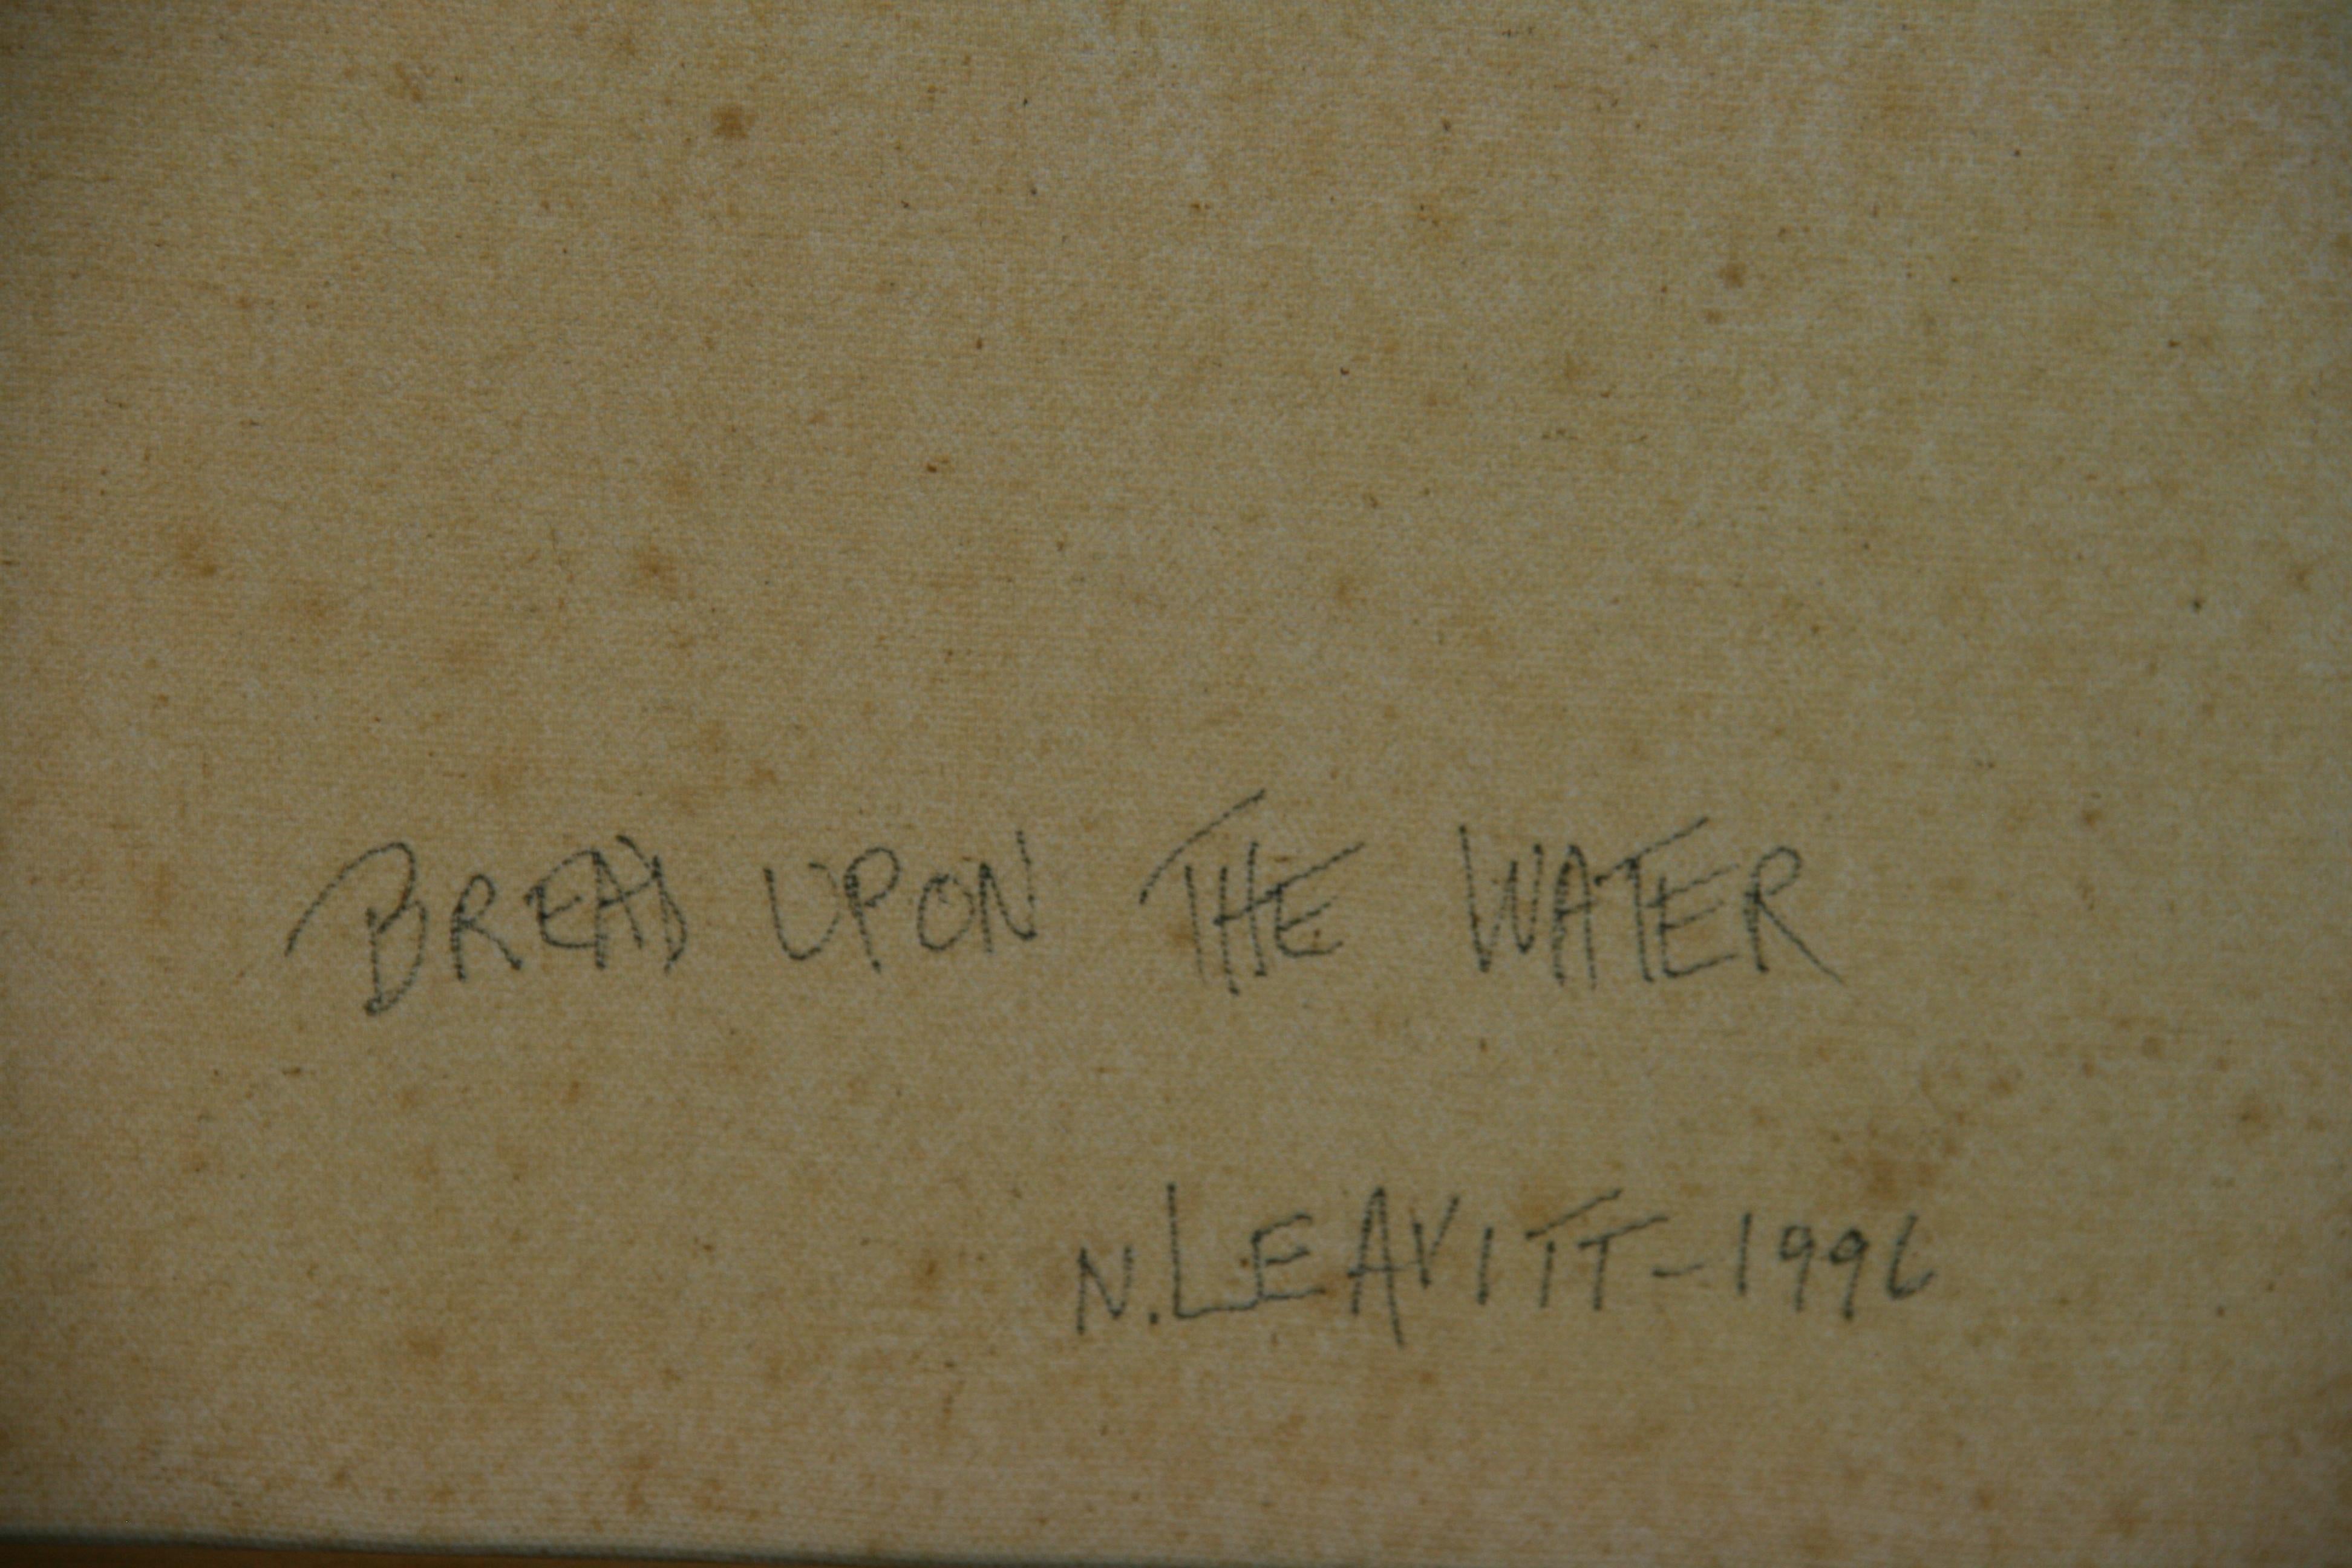 BREAD UPON THE WATER
N. LEAVITT - 1996